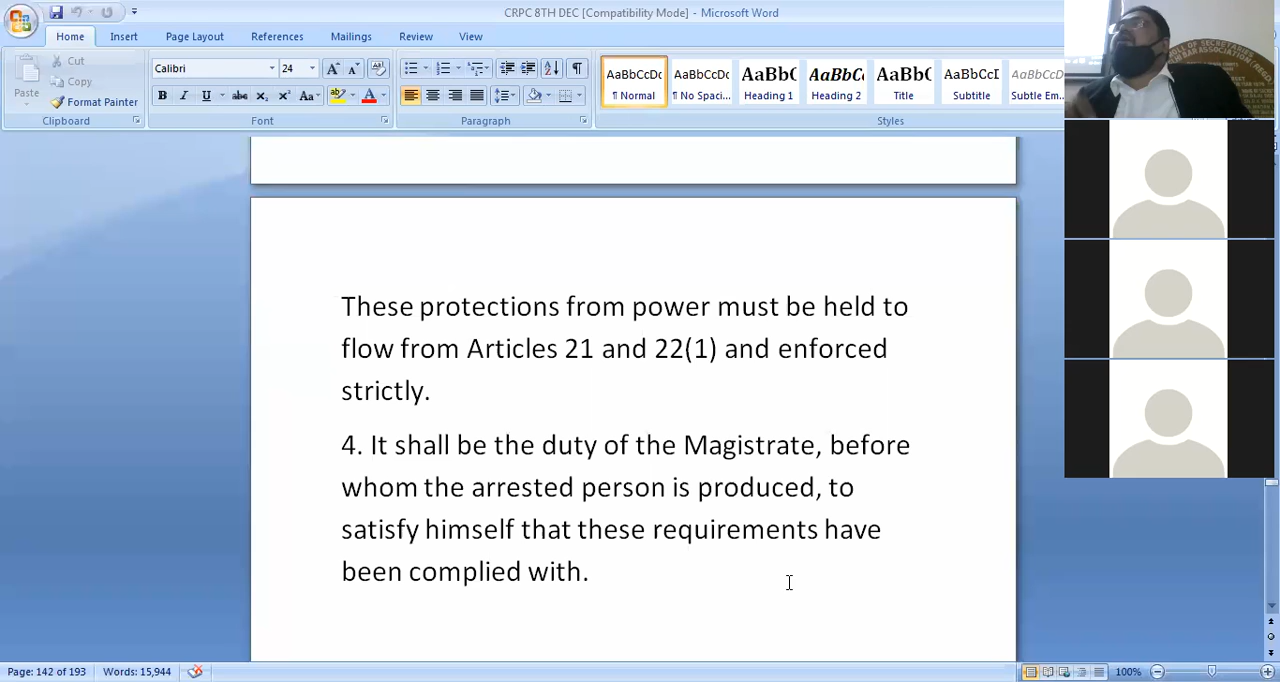 CRPC 8TH DEC [Compatibility Mode] - Microsoft Word
Home Insert Page Layout References Mailings Review View
Paste
Cut
Copy
Format Painter
Clipboard
Calibri 24
Font
Paragraph
AaBbCcDc AaBbCcDc AaBbC AaBbCc AaBbC AaBbCcI AaBbCcDc
¶ Normal ¶ No Spaci... Heading 1 Heading 2 Title Subtitle Subtle Em...
Styles
These protections from power must be held to
flow from Articles 21 and 22(1) and enforced
strictly.
4. It shall be the duty of the Magistrate, before
whom the arrested person is produced, to
satisfy himself that these requirements have
been complied with.
Page: 142 of 193 Words: 15,944 100%